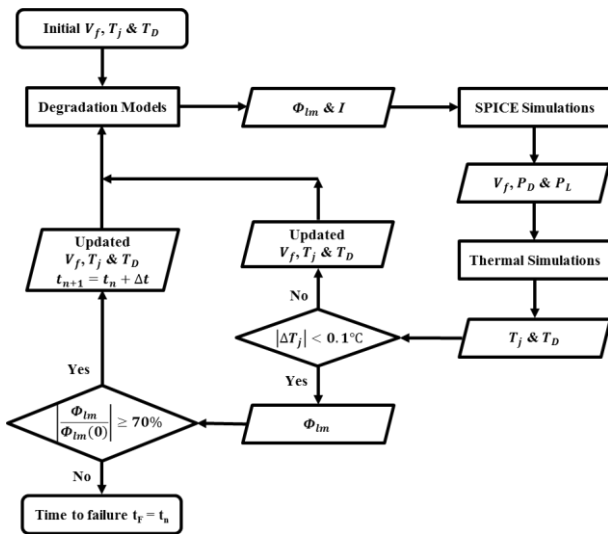 Initial V_f, T_j & T_D
Degradation Models
Φ_lm & I
SPICE Simulations
V_f, P_D & P_L
Thermal Simulations
T_j & T_D
|ΔT_j| < 0.1℃
No
Updated
V_f, T_j & T_D
Yes
Φ_lm
|Φ_lm / Φ_lm(0)| ≥ 70%
Yes
Updated
V_f, T_j & T_D
t_{n+1} = t_n + Δt
No
Time to failure t_F = t_n